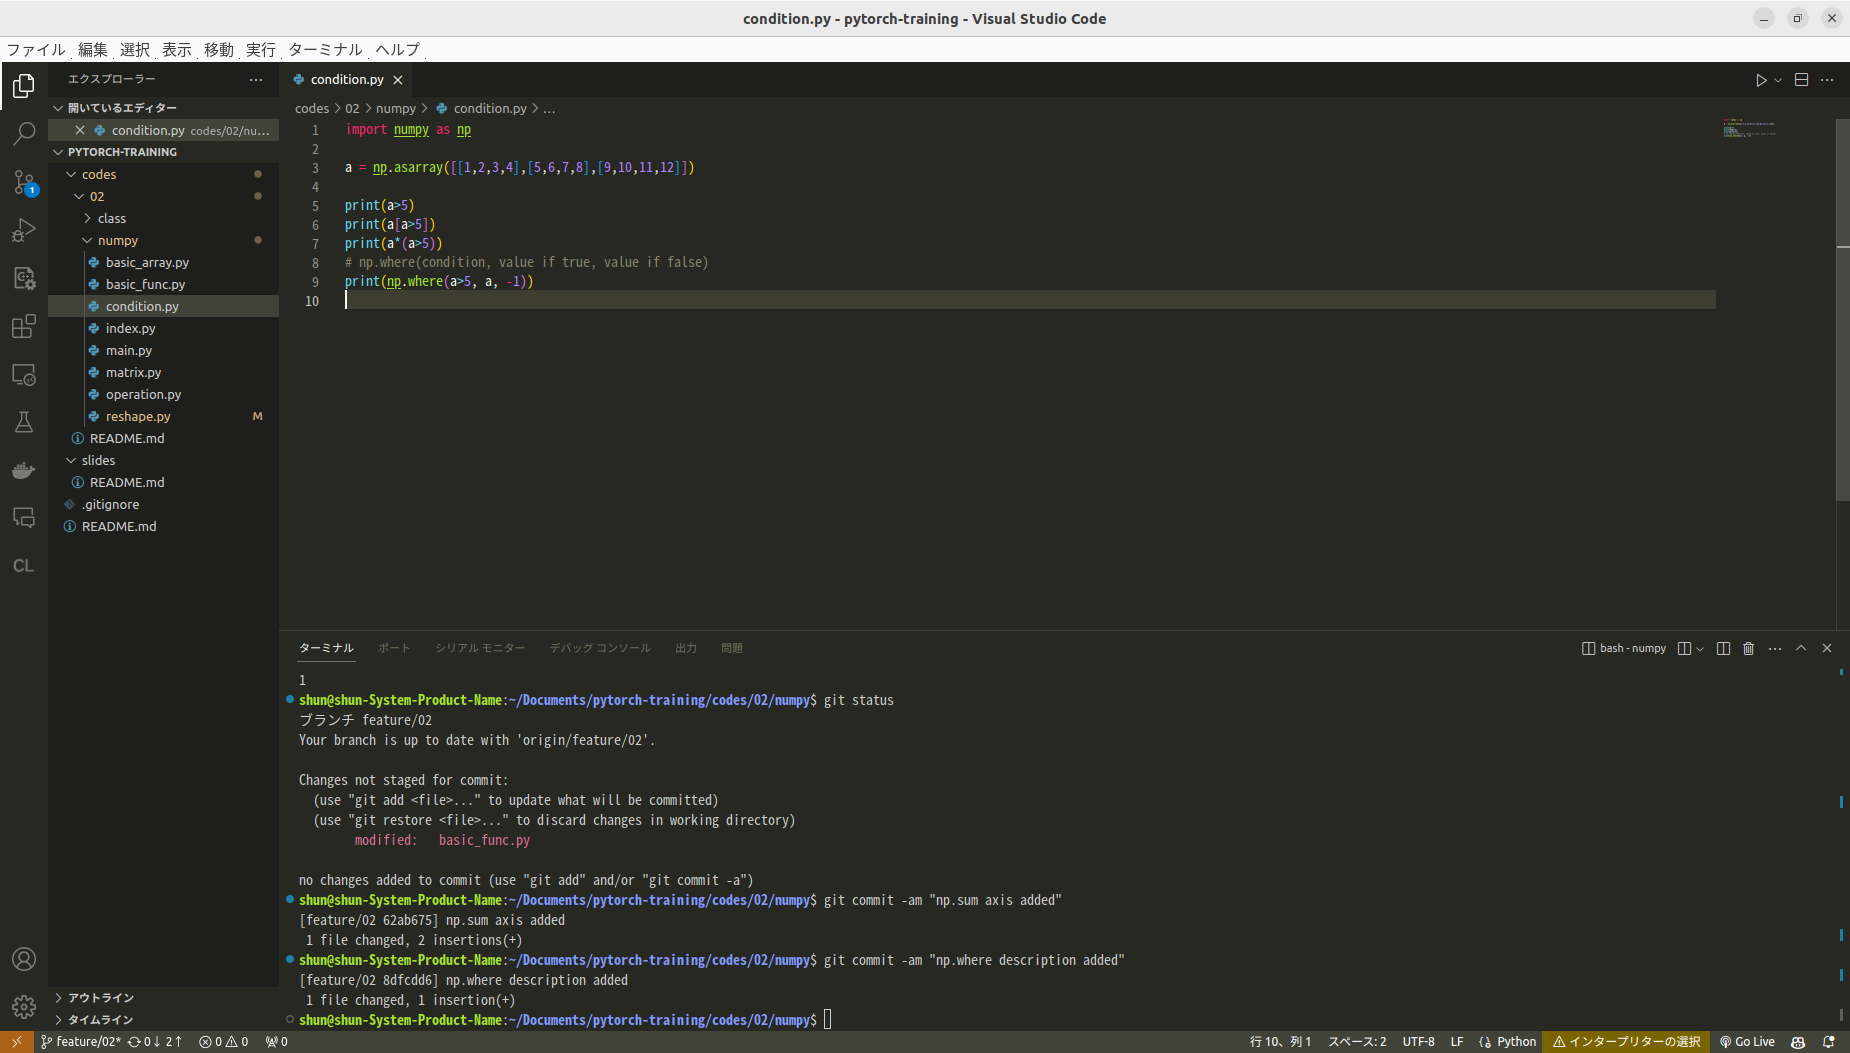 condition.py - pytorch-training - Visual Studio Code
ファイル 編集 選択 表示 移動 実行 ターミナル ヘルプ
エクスプローラー
開いているエディター
condition.py codes/02/nu...
PYTORCH-TRAINING
codes
02
class
numpy
basic_array.py
basic_func.py
condition.py
index.py
main.py
matrix.py
operation.py
reshape.py M
README.md
slides
README.md
.gitignore
README.md
アウトライン
タイムライン
1
CL
condition.py
codes > 02 > numpy > condition.py > ...
1 import numpy as np
2
3 a = np.asarray([[1,2,3,4],[5,6,7,8],[9,10,11,12]])
4
5 print(a>5)
6 print(a[a>5])
7 print(a*(a>5))
8 # np.where(condition, value if true, value if false)
9 print(np.where(a>5, a, -1))
10
ターミナル ポート シリアル モニター デバッグ コンソール 出力 問題
bash - numpy
1
shun@shun-System-Product-Name:~/Documents/pytorch-training/codes/02/numpy$ git status
ブランチ feature/02
Your branch is up to date with 'origin/feature/02'.
Changes not staged for commit:
(use "git add <file>..." to update what will be committed)
(use "git restore <file>..." to discard changes in working directory)
modified: basic_func.py
no changes added to commit (use "git add" and/or "git commit -a")
shun@shun-System-Product-Name:~/Documents/pytorch-training/codes/02/numpy$ git commit -am "np.sum axis added"
[feature/02 62ab675] np.sum axis added
1 file changed, 2 insertions(+)
shun@shun-System-Product-Name:~/Documents/pytorch-training/codes/02/numpy$ git commit -am "np.where description added"
[feature/02 8dfcdd6] np.where description added
1 file changed, 1 insertion(+)
shun@shun-System-Product-Name:~/Documents/pytorch-training/codes/02/numpy$
feature/02* 0↓ 2↑ 0 0 0
行 10、列 1 スペース: 2 UTF-8 LF Python インタープリターの選択 Go Live